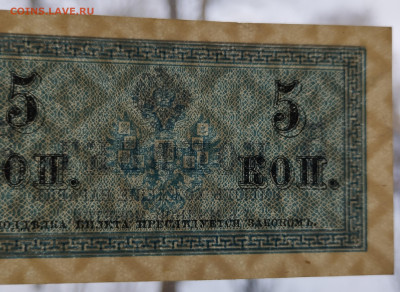 COINS.LAVE.RU
5 5
КОП. КОП.
ПОДДѢЛКА БИЛЕТА ПРЕСЛѢДУЕТСЯ ЗАКОНОМЪ.